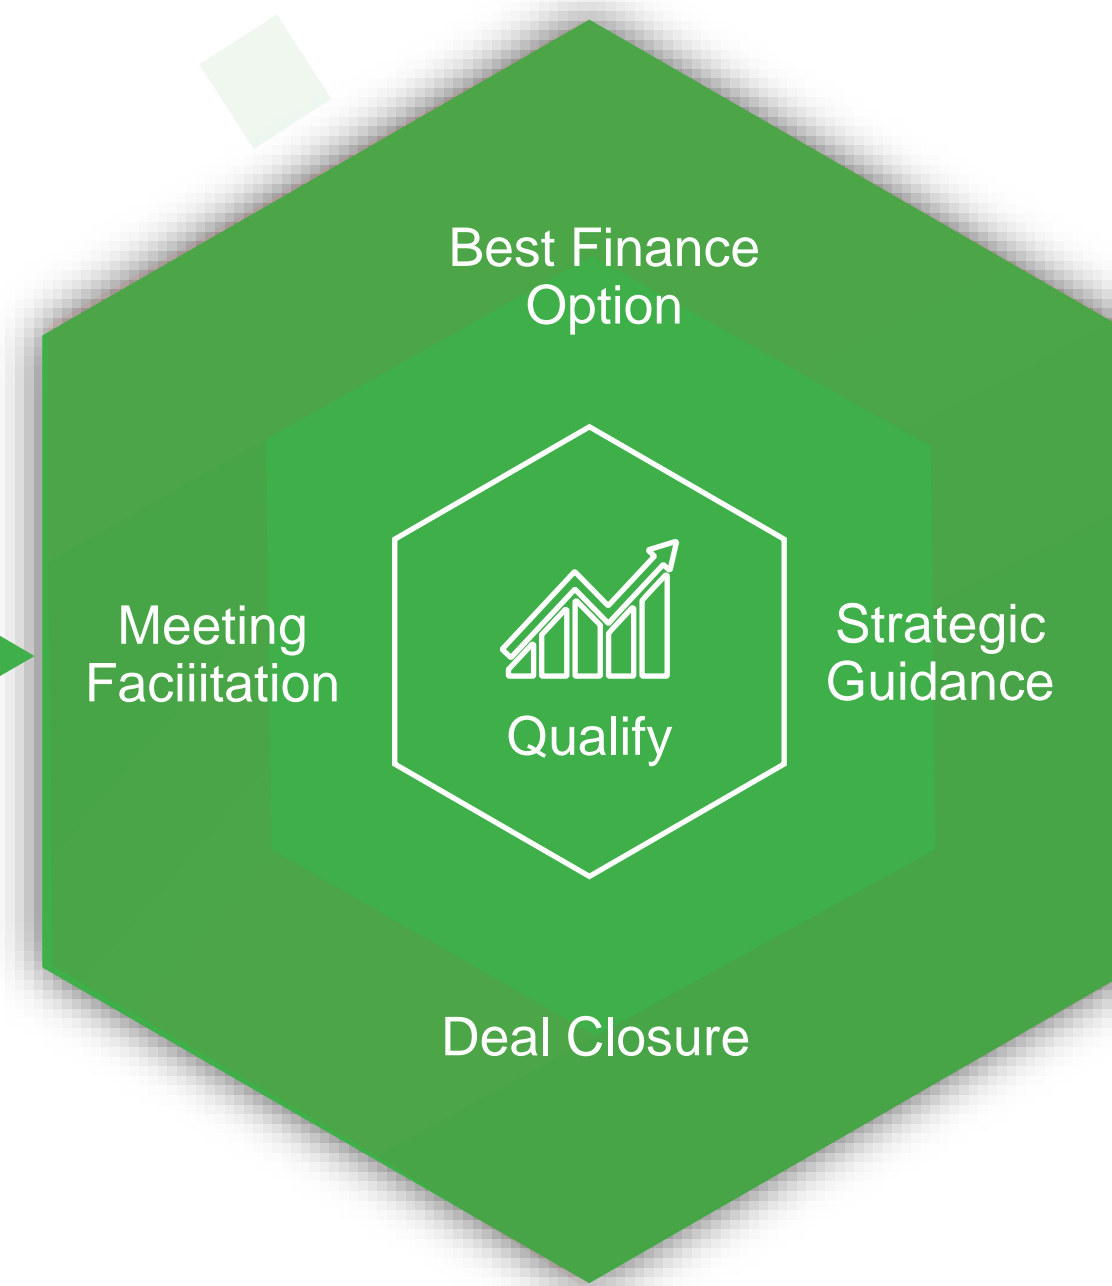 Best Finance
Option
Meeting
Faciiitation
Strategic
Guidance
Qualify
Deal Closure